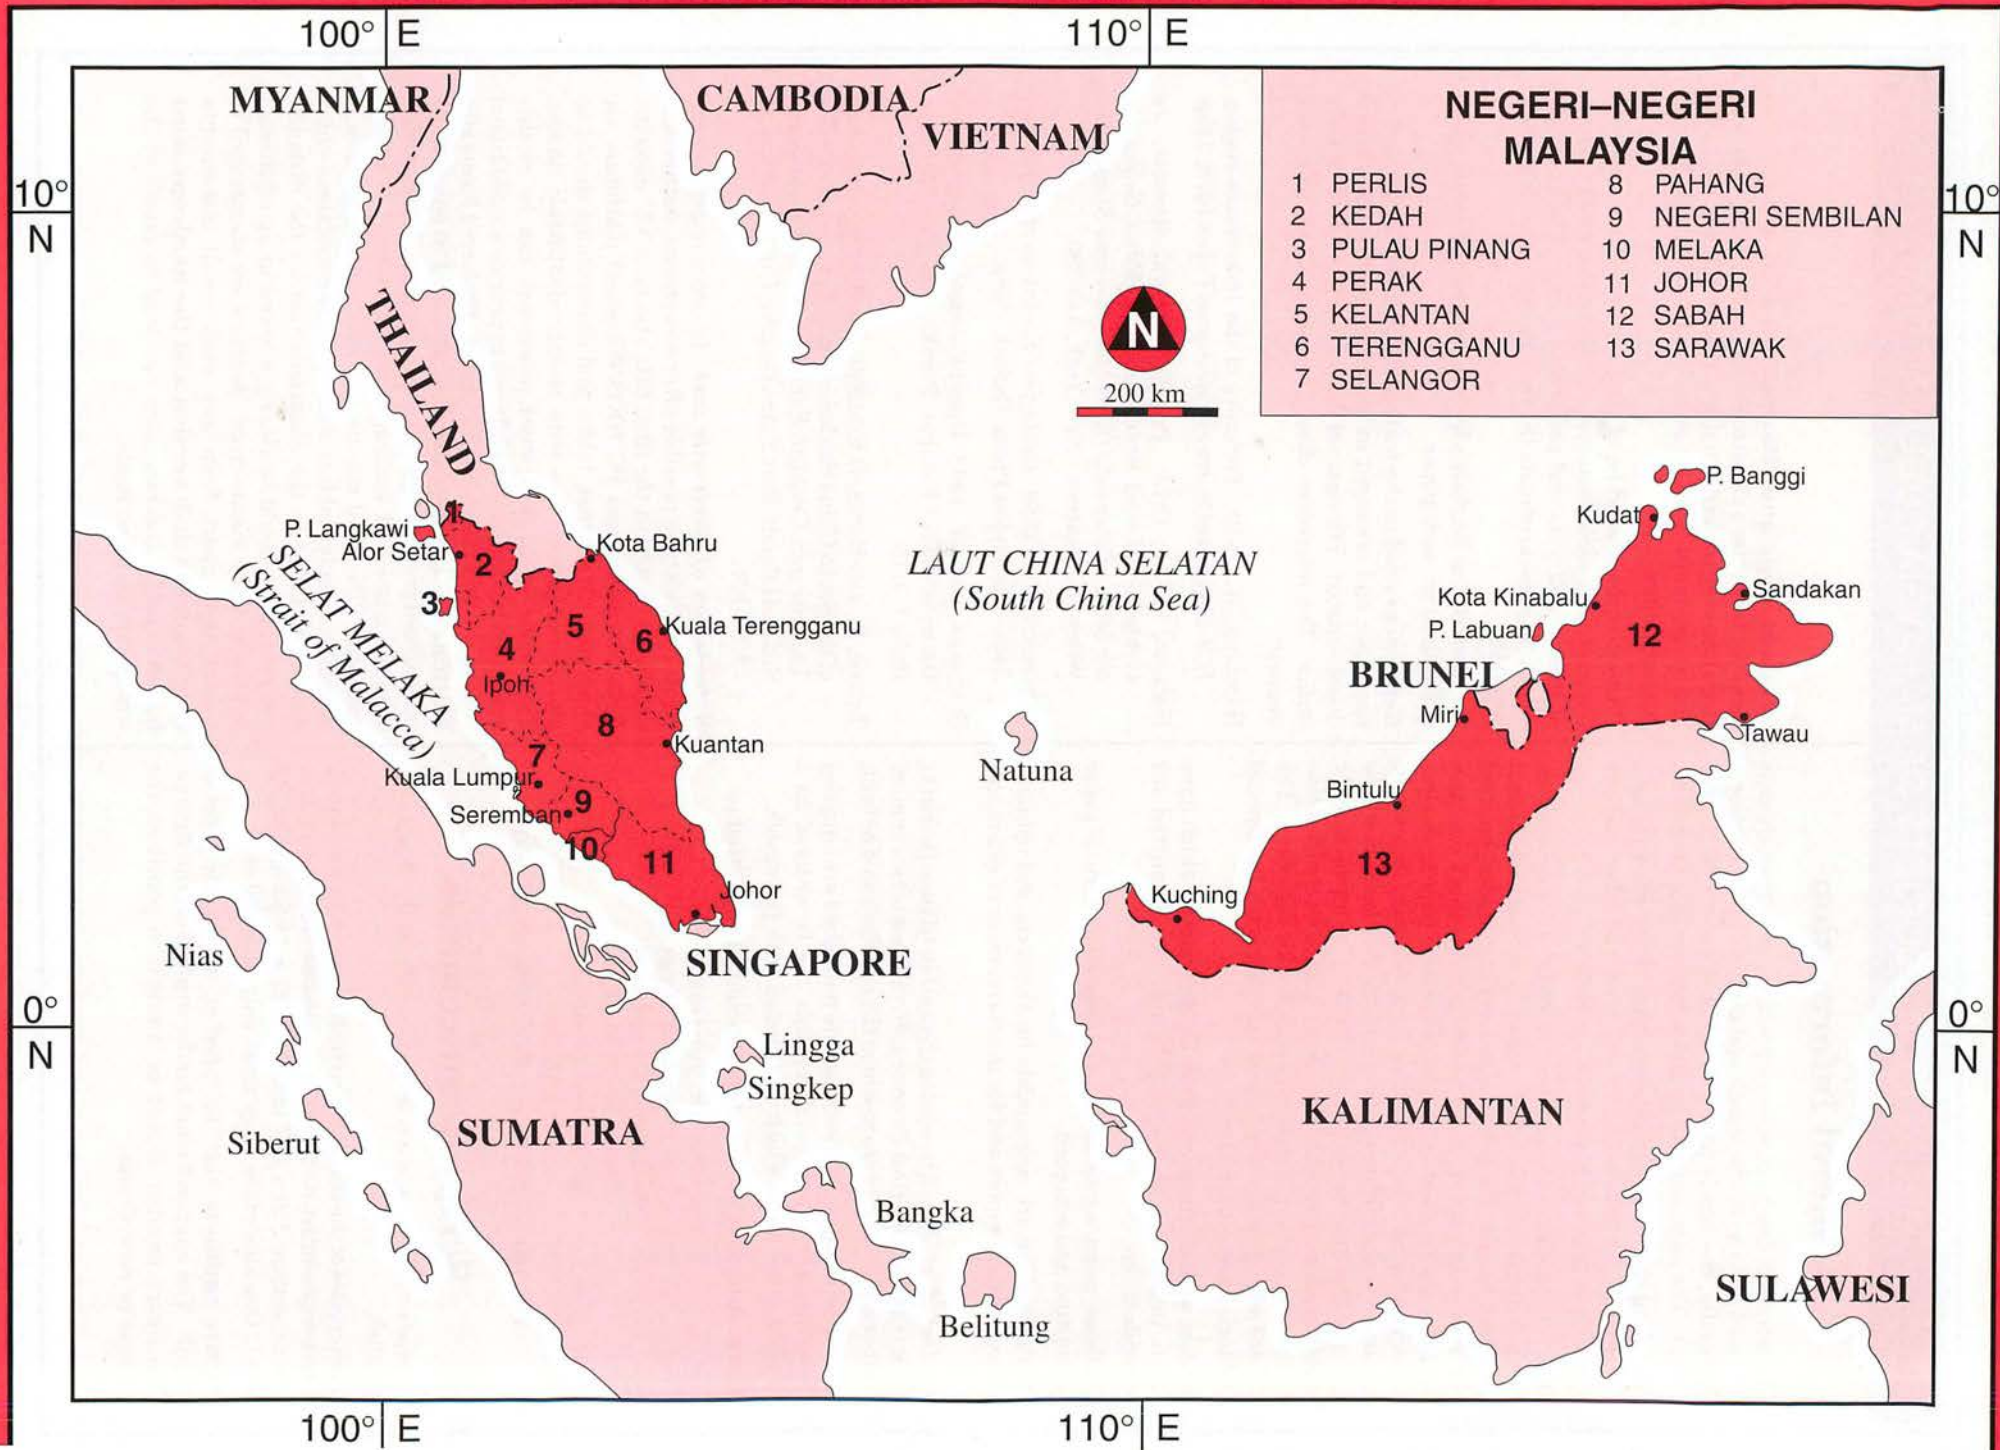 100° E
110° E
MYANMAR
CAMBODIA
VIETNAM
NEGERI–NEGERI
MALAYSIA
1 PERLIS
2 KEDAH
3 PULAU PINANG
4 PERAK
5 KELANTAN
6 TERENGGANU
7 SELANGOR
8 PAHANG
9 NEGERI SEMBILAN
10 MELAKA
11 JOHOR
12 SABAH
13 SARAWAK
10°
N
10°
N
THAILAND
N
200 km
P. Banggi
Kudat
1
P. Langkawi
Alor Setar
2
Kota Bahru
SELAT MELAKA
(Strait of Malacca)
LAUT CHINA SELATAN
(South China Sea)
3
Kota Kinabalu
Sandakan
P. Labuan
12
4
5
6
Kuala Terengganu
Ipoh
BRUNEI
Miri
Tawau
8
7
Kuantan
Natuna
Kuala Lumpur
9
Seremban
10
11
Bintulu
13
Johor
Kuching
Nias
SINGAPORE
0°
N
0°
N
Lingga
Singkep
SUMATRA
Siberut
KALIMANTAN
Bangka
Belitung
SULAWESI
100° E
110° E